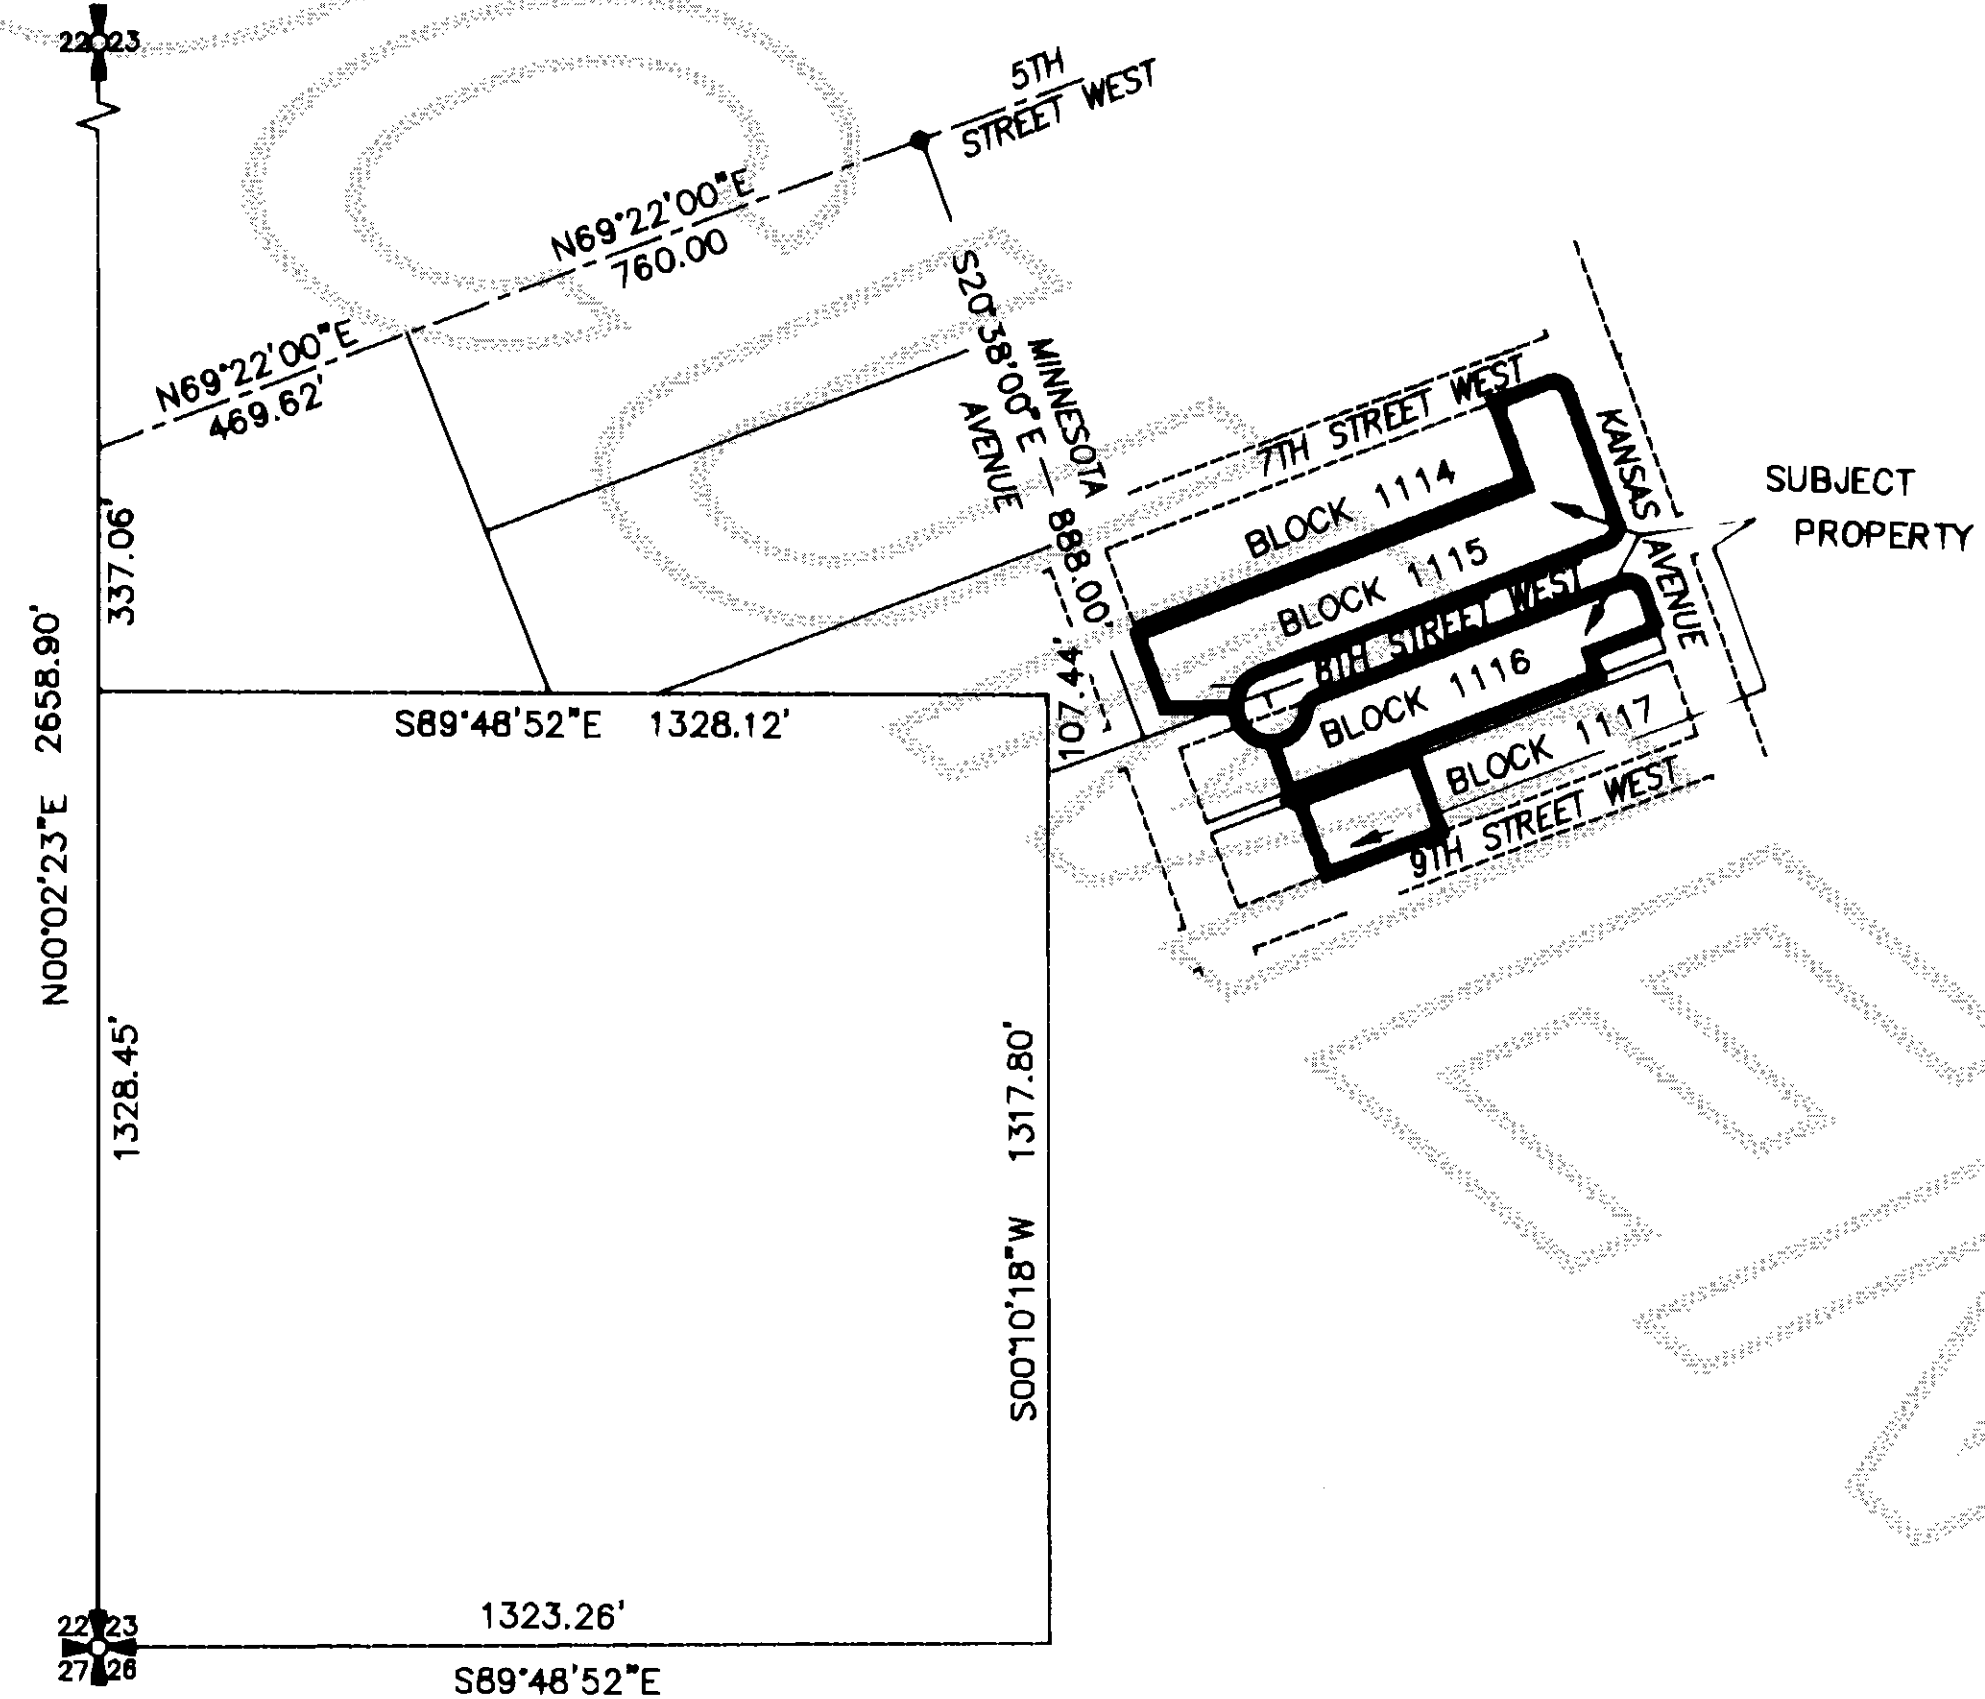 22 23
5TH
STREET WEST
N69°22'00"E
760.00
N69°22'00"E
469.62'
S20°38'00"E — 888.00'
MINNESOTA
AVENUE
7TH STREET WEST
KANSAS
AVENUE
SUBJECT
PROPERTY
BLOCK 1114
BLOCK 1115
8TH STREET WEST
BLOCK 1116
BLOCK 1117
9TH STREET WEST
337.06'
N00°02'23"E 2658.90'
S89°48'52"E 1328.12'
107.44'
1328.45'
S00°10'18"W 1317.80'
1323.26'
S89°48'52"E
22 23
27 26